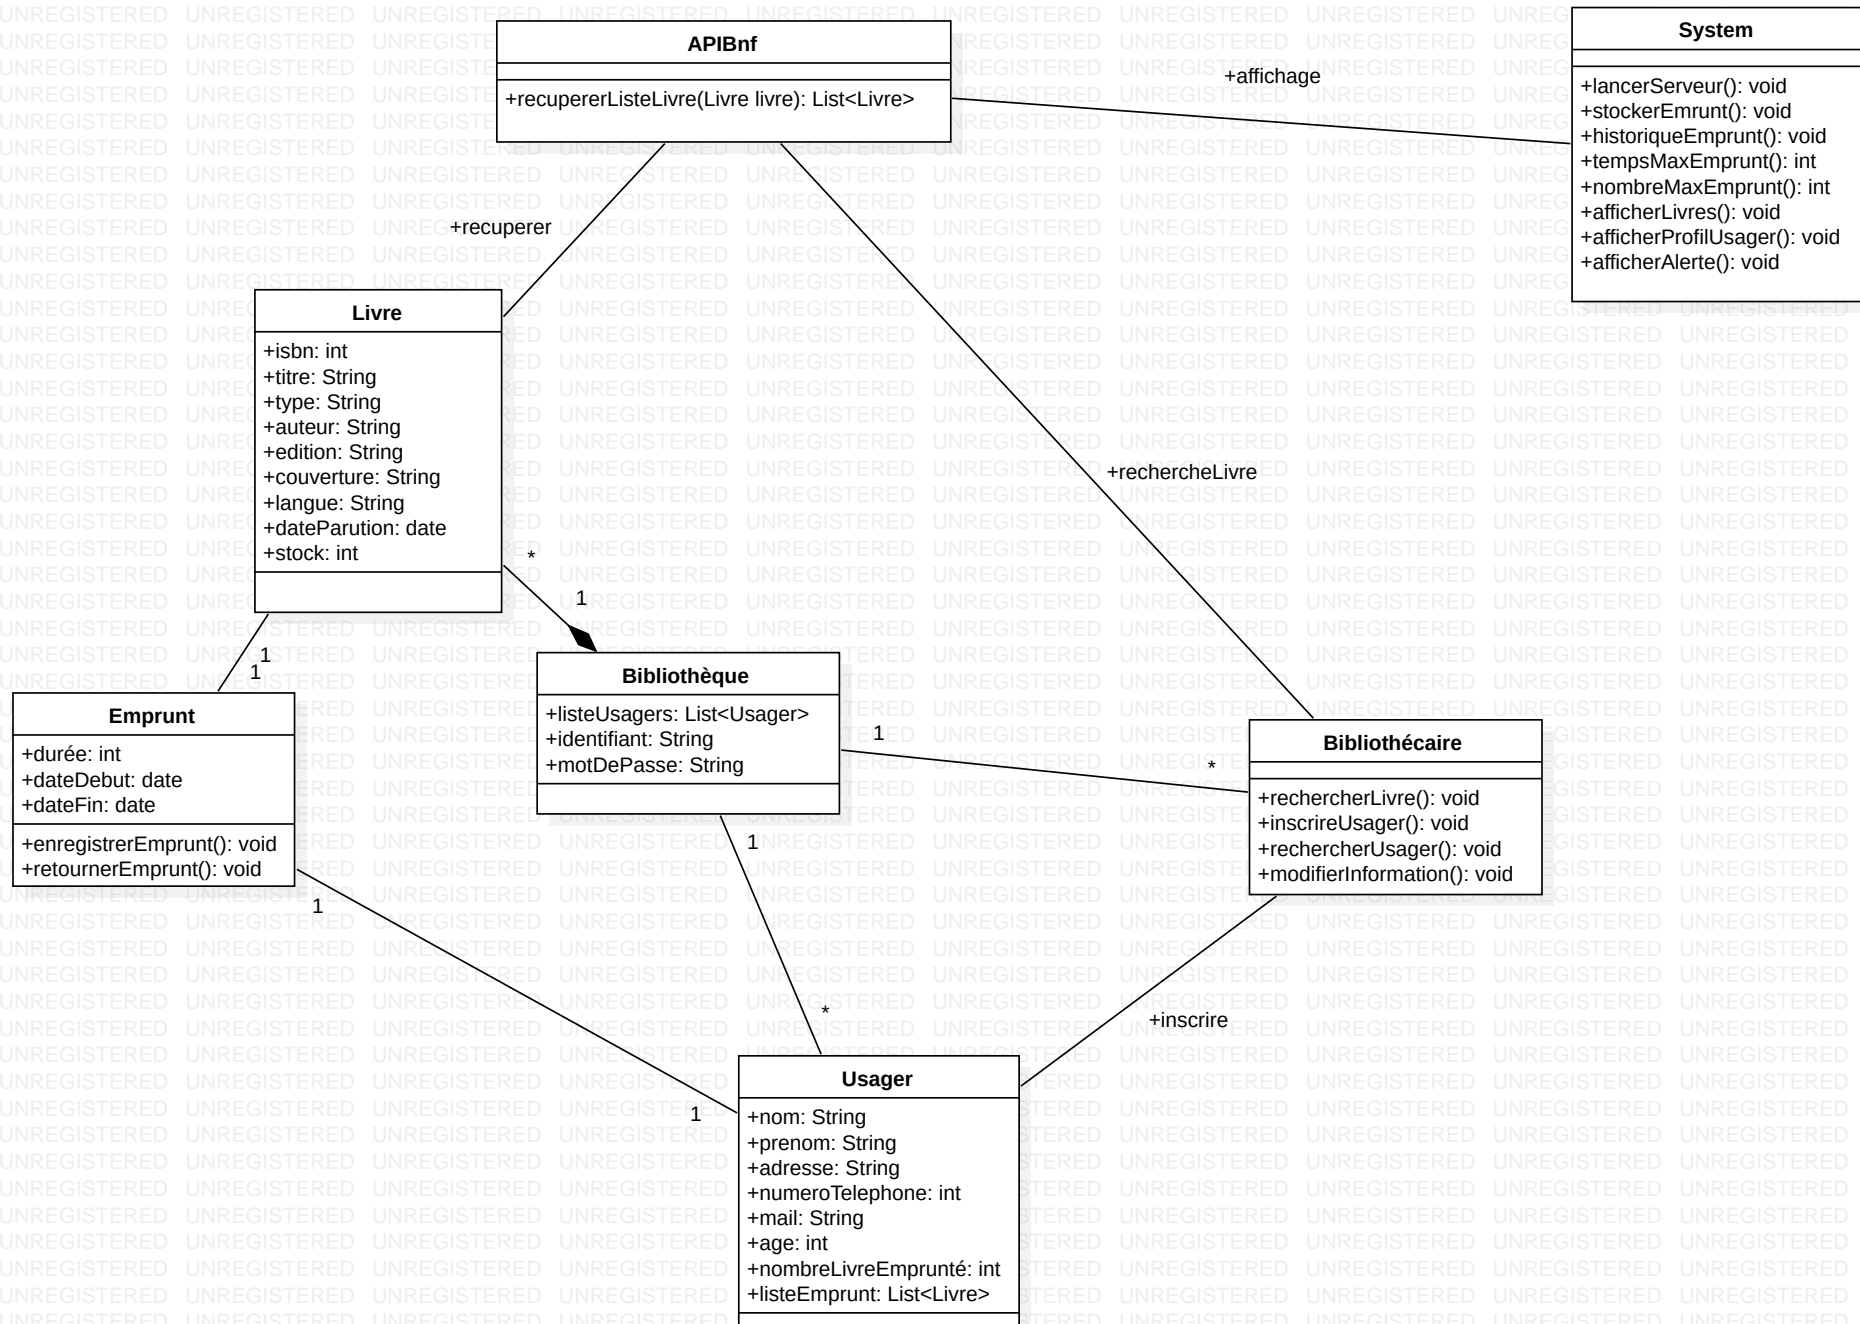 APIBnf
+recupererListeLivre(Livre livre): List<Livre>
+affichage
System
+lancerServeur(): void
+stockerEmrunt(): void
+historiqueEmprunt(): void
+tempsMaxEmprunt(): int
+nombreMaxEmprunt(): int
+afficherLivres(): void
+afficherProfilUsager(): void
+afficherAlerte(): void
+recuperer
Livre
+isbn: int
+titre: String
+type: String
+auteur: String
+edition: String
+couverture: String
+langue: String
+dateParution: date
+stock: int
+rechercheLivre
*
1
1
1
Emprunt
+durée: int
+dateDebut: date
+dateFin: date
+enregistrerEmprunt(): void
+retournerEmprunt(): void
Bibliothèque
+listeUsagers: List<Usager>
+identifiant: String
+motDePasse: String
1
*
Bibliothécaire
+rechercherLivre(): void
+inscrireUsager(): void
+rechercherUsager(): void
+modifierInformation(): void
1
1
*
+inscrire
1
Usager
+nom: String
+prenom: String
+adresse: String
+numeroTelephone: int
+mail: String
+age: int
+nombreLivreEmprunté: int
+listeEmprunt: List<Livre>
UNREGISTERED